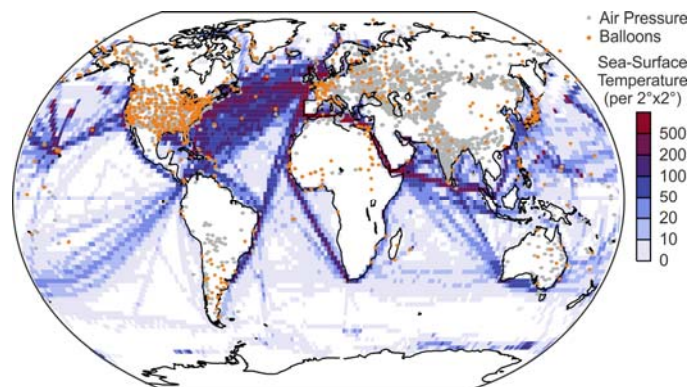 Air Pressure
Balloons
Sea-Surface
Temperature
(per 2°x2°)
500
200
100
50
20
10
0